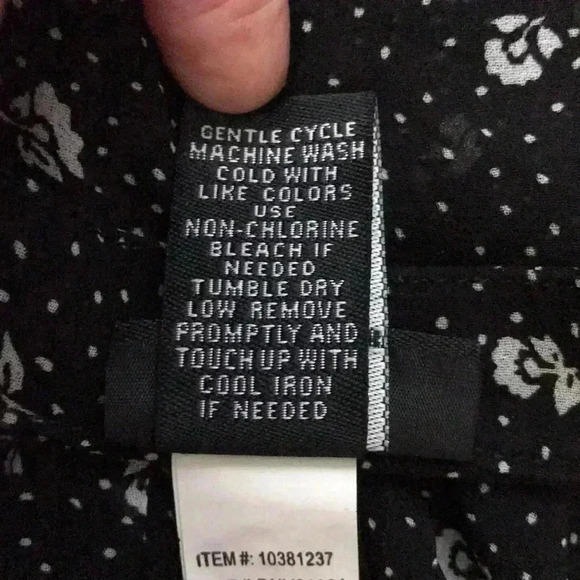 GENTLE CYCLE
MACHINE WASH
COLD WITH
LIKE COLORS
USE
NON-CHLORINE
BLEACH IF
NEEDED
TUMBLE DRY
LOW REMOVE
PROMPTLY AND
TOUCH UP WITH
COOL IRON
IF NEEDED
ITEM #: 10381237